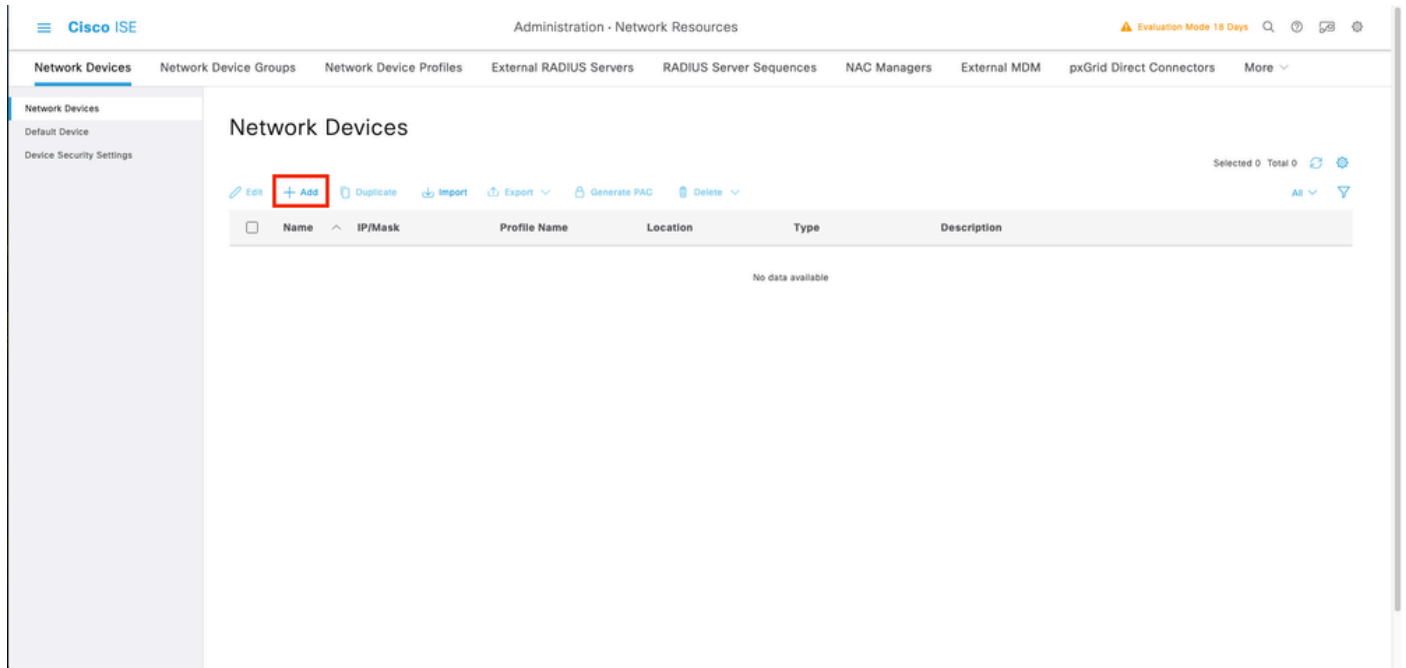 Cisco ISE
Administration · Network Resources
Evaluation Mode 18 Days
Network Devices Network Device Groups Network Device Profiles External RADIUS Servers RADIUS Server Sequences NAC Managers External MDM pxGrid Direct Connectors More
Network Devices
Default Device
Device Security Settings
Network Devices
Selected 0 Total 0
Edit Add Duplicate Import Export Generate PAC Delete All
Name IP/Mask Profile Name Location Type Description
No data available